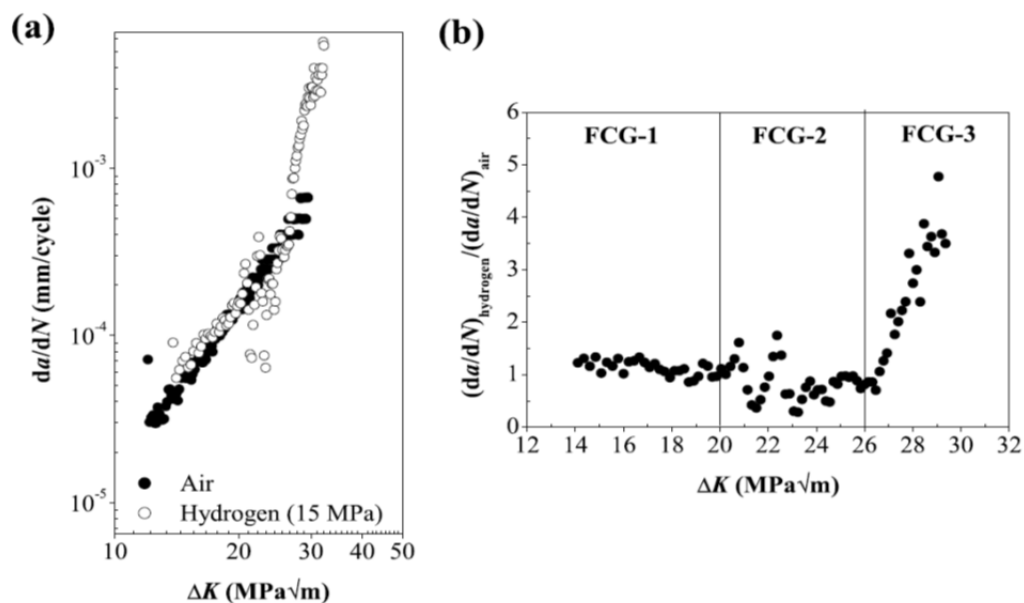 (a)
da/dN (mm/cycle)
10⁻³
10⁻⁴
10⁻⁵
Air
Hydrogen (15 MPa)
10 20 30 40 50
ΔK (MPa√m)
(b)
(da/dN)hydrogen/(da/dN)air
6
5
4
3
2
1
0
FCG-1 FCG-2 FCG-3
12 14 16 18 20 22 24 26 28 30 32
ΔK (MPa√m)